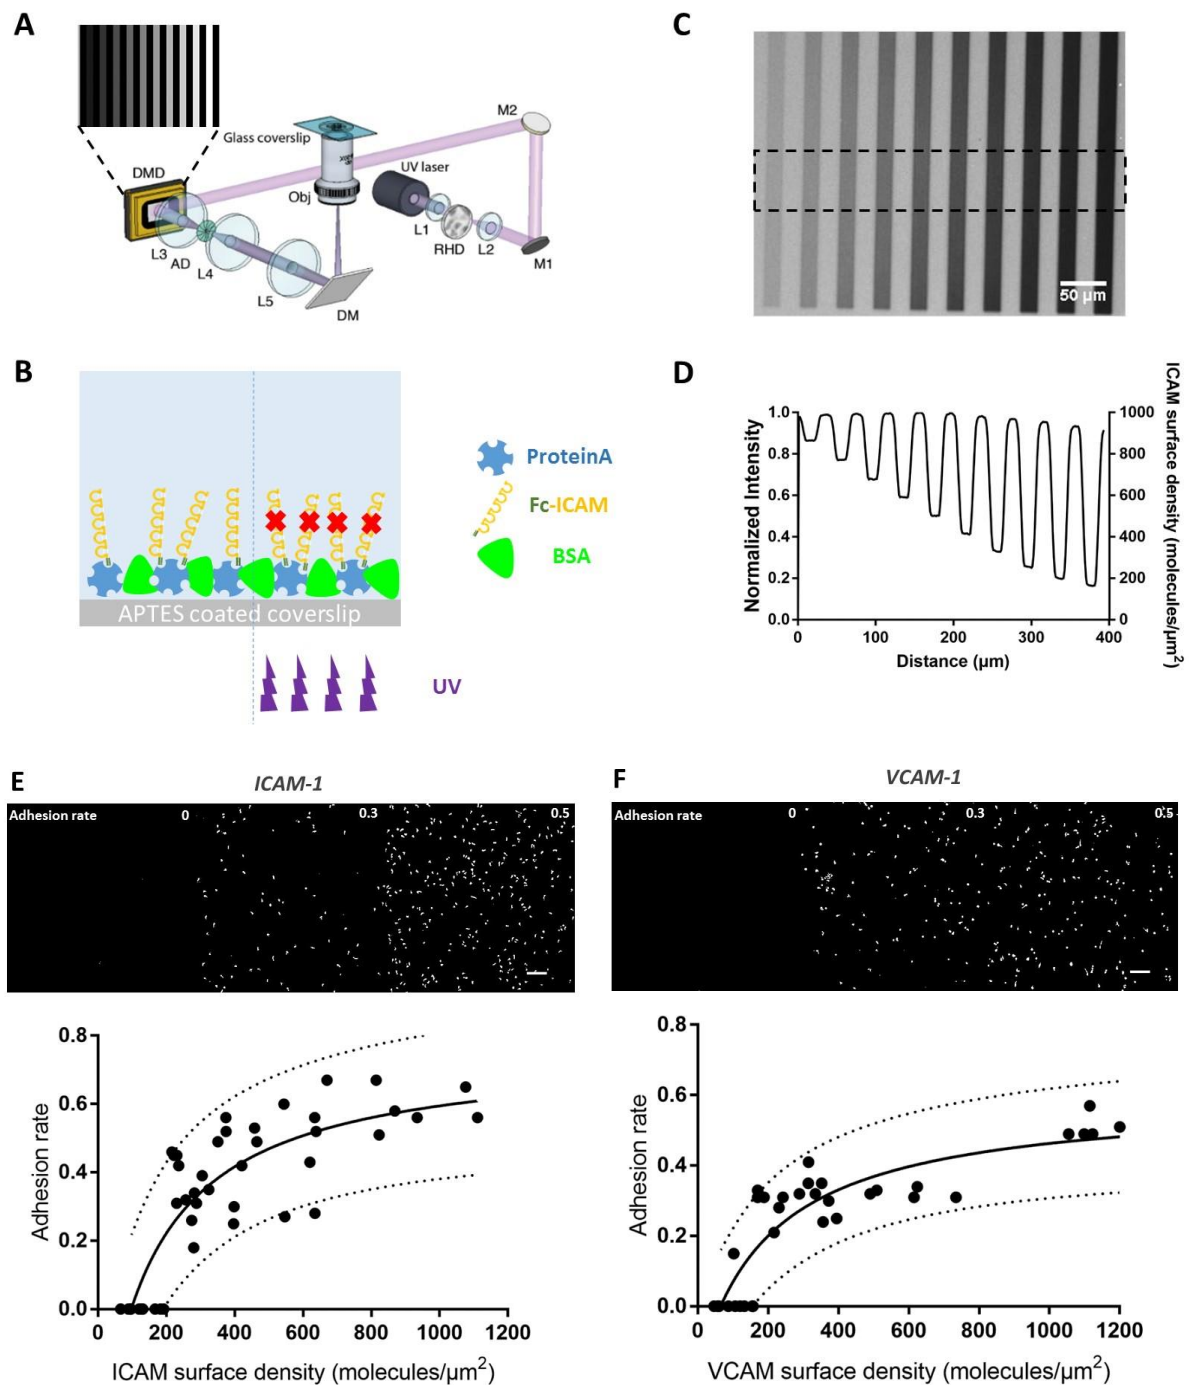 A
Glass coverslip
M2
DMD
UV laser
Obj
L1
RHD
L2
M1
L3
AD
L4
L5
DM
B
ProteinA
Fc-ICAM
BSA
APTES coated coverslip
UV
C
50 μm
D
Normalized Intensity
1.0
0.8
0.6
0.4
0.2
0.0
0 100 200 300 400
Distance (μm)
1000
800
600
400
200
0
ICAM surface density (molecules/μm²)
E
ICAM-1
Adhesion rate 0 0.3 0.5
Adhesion rate
0.8
0.6
0.4
0.2
0.0
0 200 400 600 800 1000 1200
ICAM surface density (molecules/μm²)
F
VCAM-1
Adhesion rate 0 0.3 0.5
Adhesion rate
0.8
0.6
0.4
0.2
0.0
0 200 400 600 800 1000 1200
VCAM surface density (molecules/μm²)